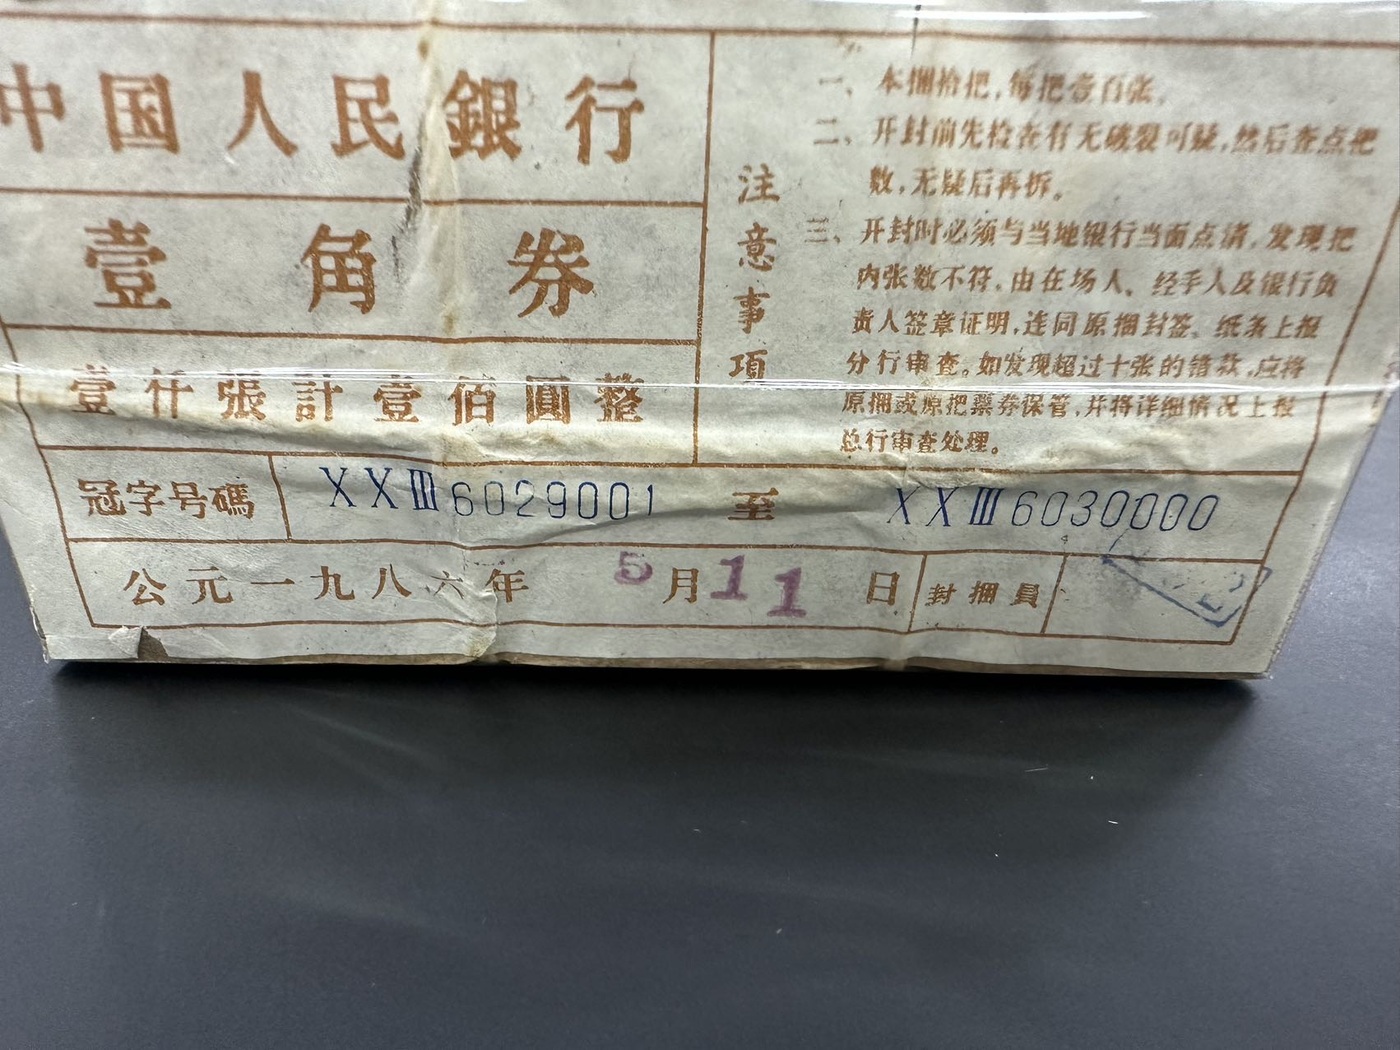 中国人民銀行
壹角券
壹仟張計壹佰圓整
注意事項
一、本捆拾把，每把壹百张。
二、开封前先检查有无破裂可疑，然后查点把
数，无疑后再拆。
三、开封时必须与当地银行当面点清，发现把
内张数不符，由在场人、经手人及银行负
责人签章证明，连同原捆封签、纸条上报
分行审查。如发现超过十张的错款，应将
原捆或原把票券保管，并将详细情况上报
总行审查处理。
冠字号碼 XXⅢ6029001 至 XXⅢ6030000
公元一九八六年 5月11日 封捆員